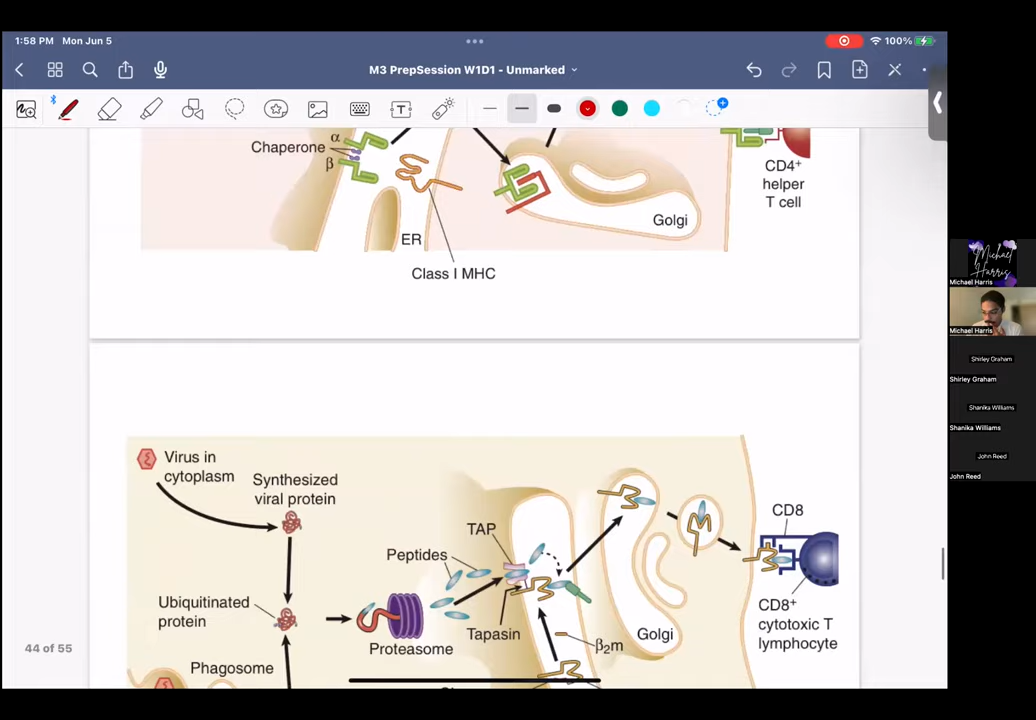 1:58 PM Mon Jun 5
100%
M3 PrepSession W1D1 - Unmarked
Chaperone
α
β
ER
Class I MHC
Golgi
CD4+
helper
T cell
Virus in
cytoplasm
Synthesized
viral protein
Ubiquitinated
protein
Phagosome
Peptides
Proteasome
TAP
Tapasin
β2m
Golgi
CD8
CD8+
cytotoxic T
lymphocyte
44 of 55
Michael
Harris
Michael Harris
Michael Harris
Shirley Graham
Shirley Graham
Shanika Williams
Shanika Williams
John Reed
John Reed